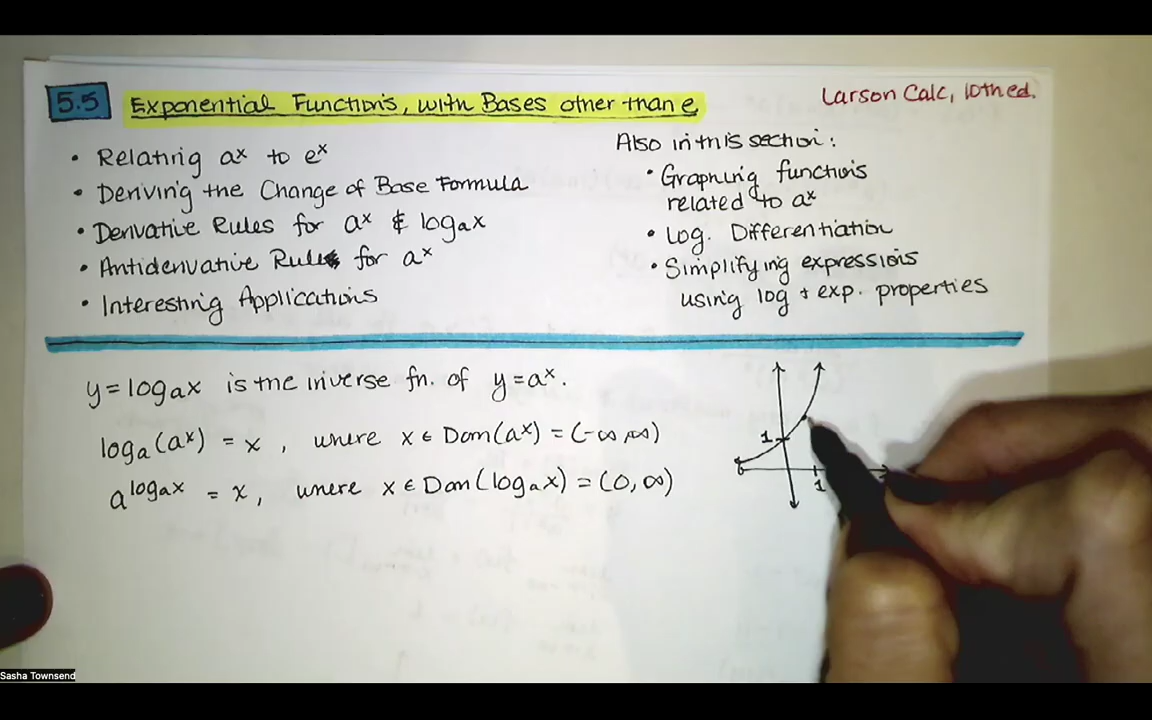 5.5 Exponential Functions, with Bases other than e
Larson Calc, 10th ed.
• Relating aˣ to eˣ
• Deriving the Change of Base Formula
• Derivative Rules for aˣ & logₐx
• Antiderivative Rules for aˣ
• Interesting Applications
Also in this section:
• Graphing functions
related to aˣ
• Log. Differentiation
• Simplifying expressions
using log + exp. properties
y = logₐx is the inverse fn. of y = aˣ.
logₐ(aˣ) = x, where x ∈ Dom(aˣ) = (-∞,∞)
a^logₐx = x, where x ∈ Dom(logₐx) = (0,∞)
1
1
Sasha Townsend